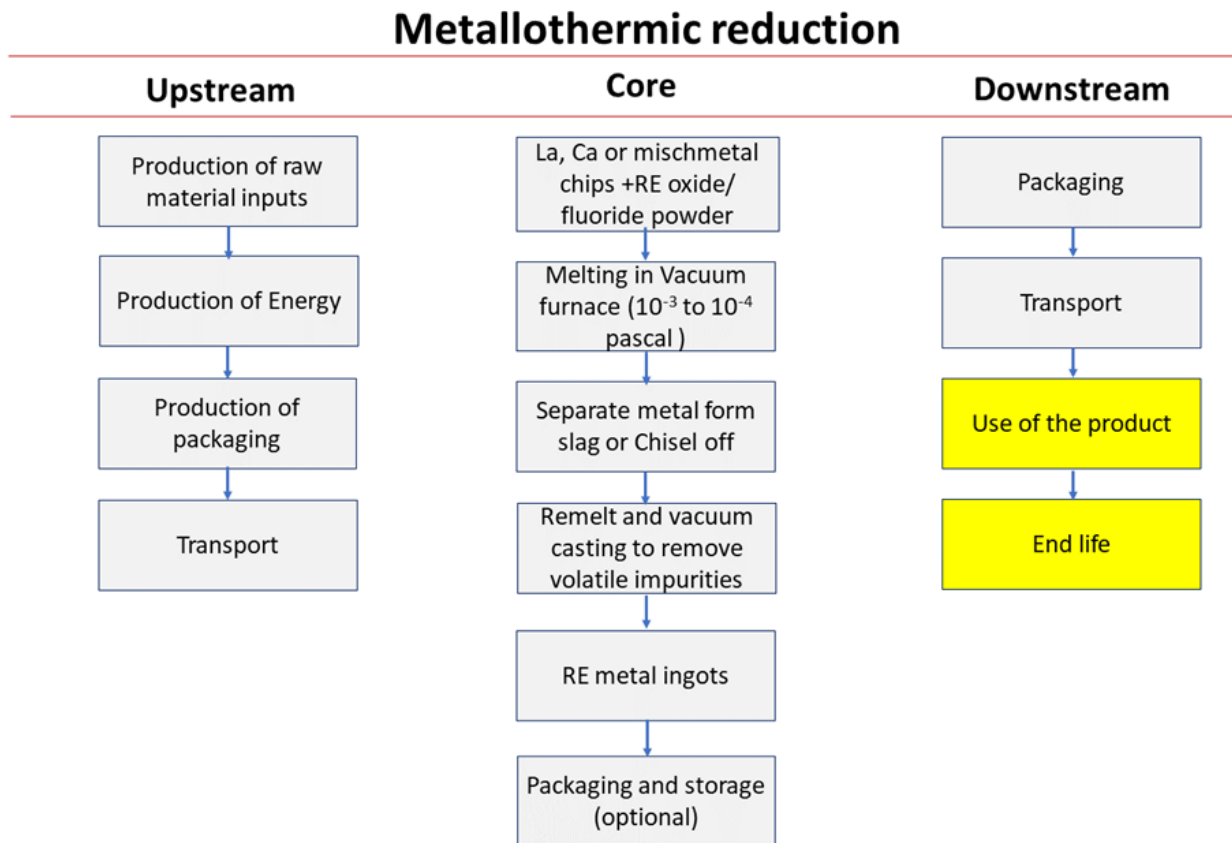 Metallothermic reduction
Upstream
Core
Downstream
Production of raw
material inputs
Production of Energy
Production of
packaging
Transport
La, Ca or mischmetal
chips +RE oxide/
fluoride powder
Melting in Vacuum
furnace (10⁻³ to 10⁻⁴
pascal )
Separate metal form
slag or Chisel off
Remelt and vacuum
casting to remove
volatile impurities
RE metal ingots
Packaging and storage
(optional)
Packaging
Transport
Use of the product
End life